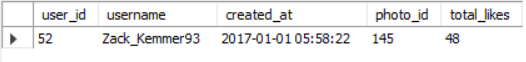 user_id username created_at photo_id total_likes
52 Zack_Kemmer93 2017-01-01 05:58:22 145 48